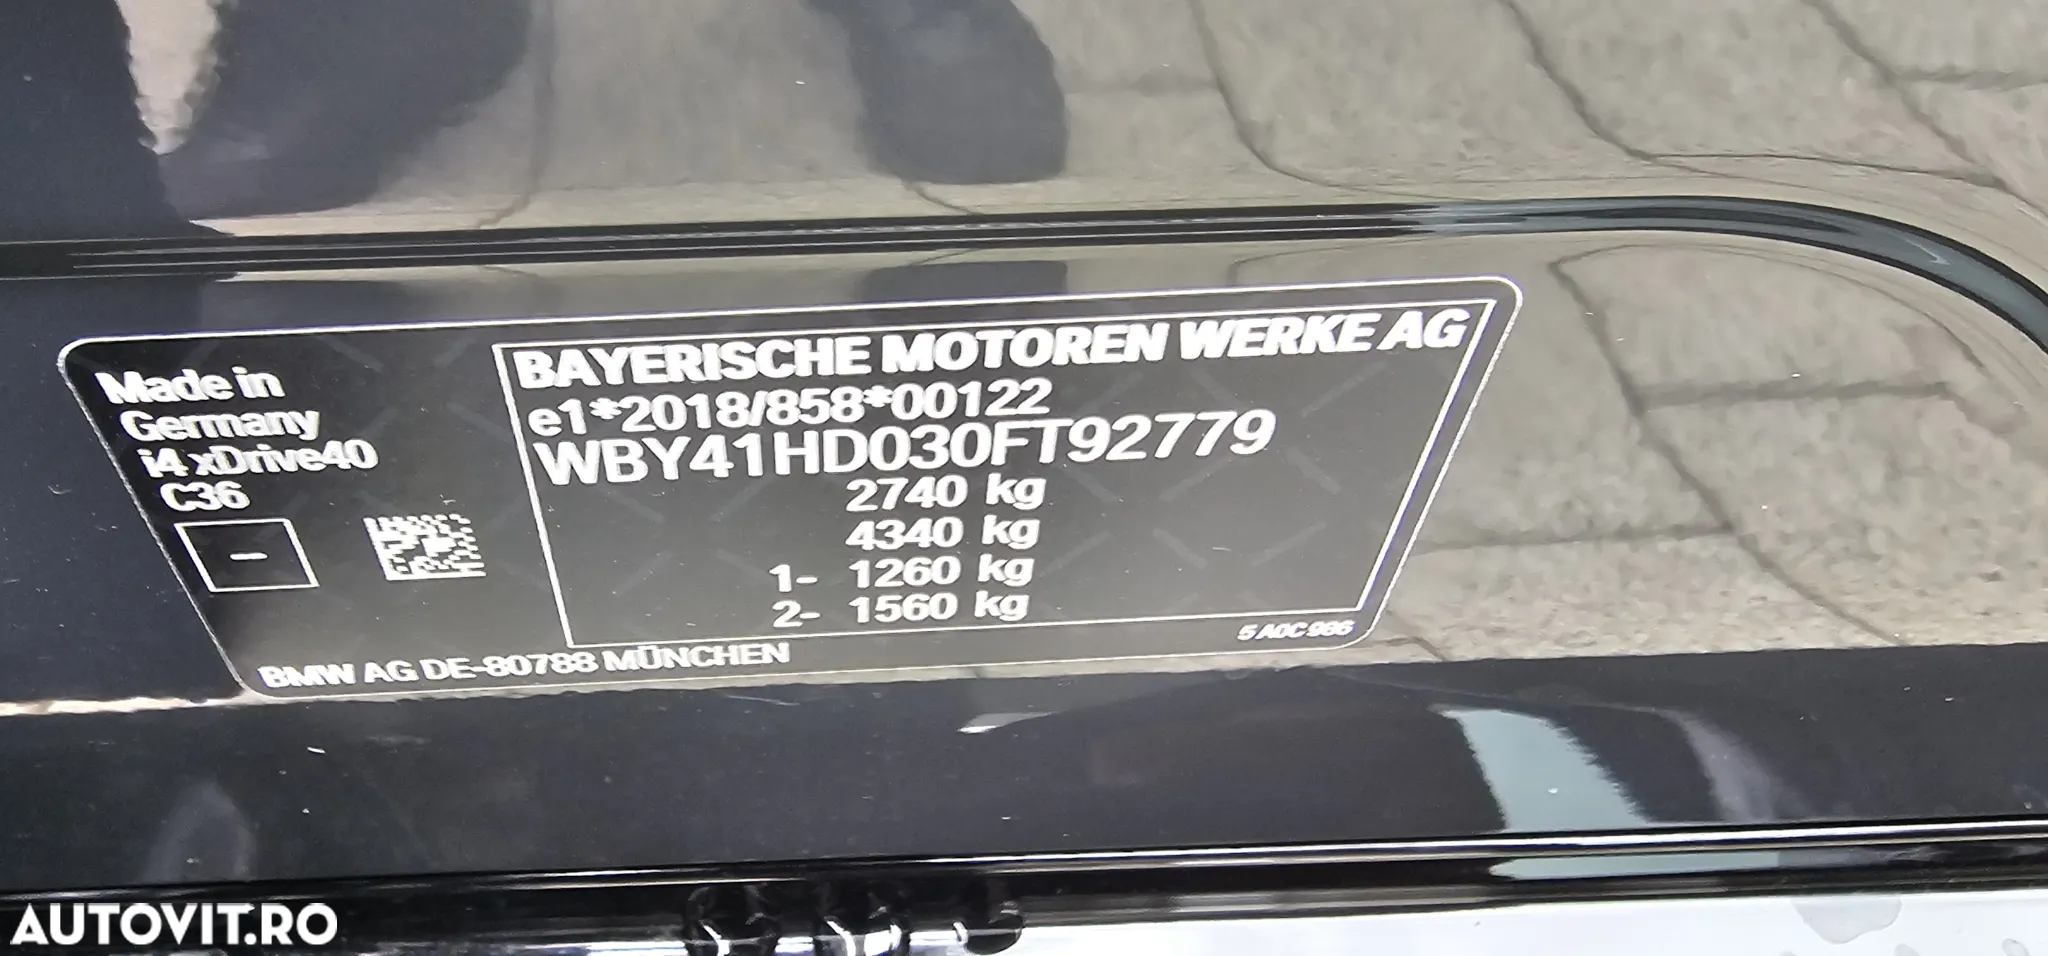 Made in
Germany
i4 xDrive40
C36
-
BAYERISCHE MOTOREN WERKE AG
e1*2018/858*00122
WBY41HD030FT92779
2740 kg
4340 kg
1- 1260 kg
2- 1560 kg
5 A0C 986
BMW AG DE-80788 MÜNCHEN
AUTOVIT.RO